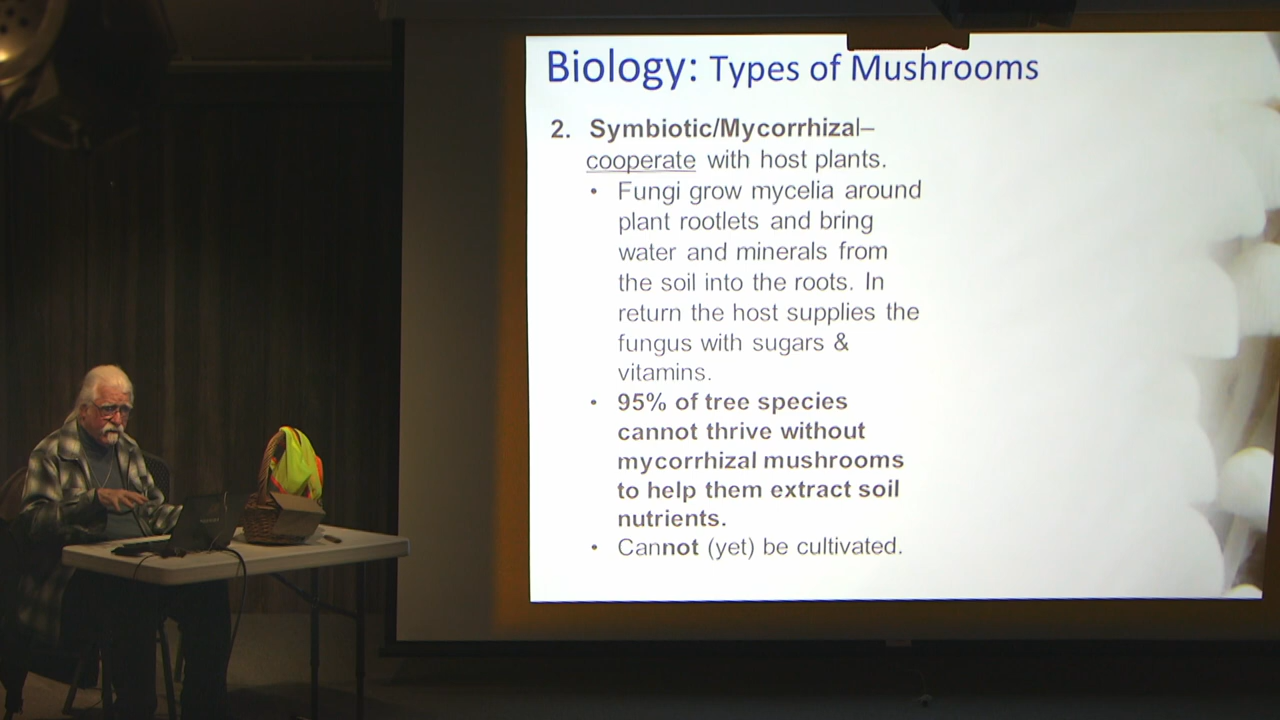 Biology: Types of Mushrooms
2. Symbiotic/Mycorrhizal–
cooperate with host plants.
• Fungi grow mycelia around
plant rootlets and bring
water and minerals from
the soil into the roots. In
return the host supplies the
fungus with sugars &
vitamins.
• 95% of tree species
cannot thrive without
mycorrhizal mushrooms
to help them extract soil
nutrients.
• Cannot (yet) be cultivated.